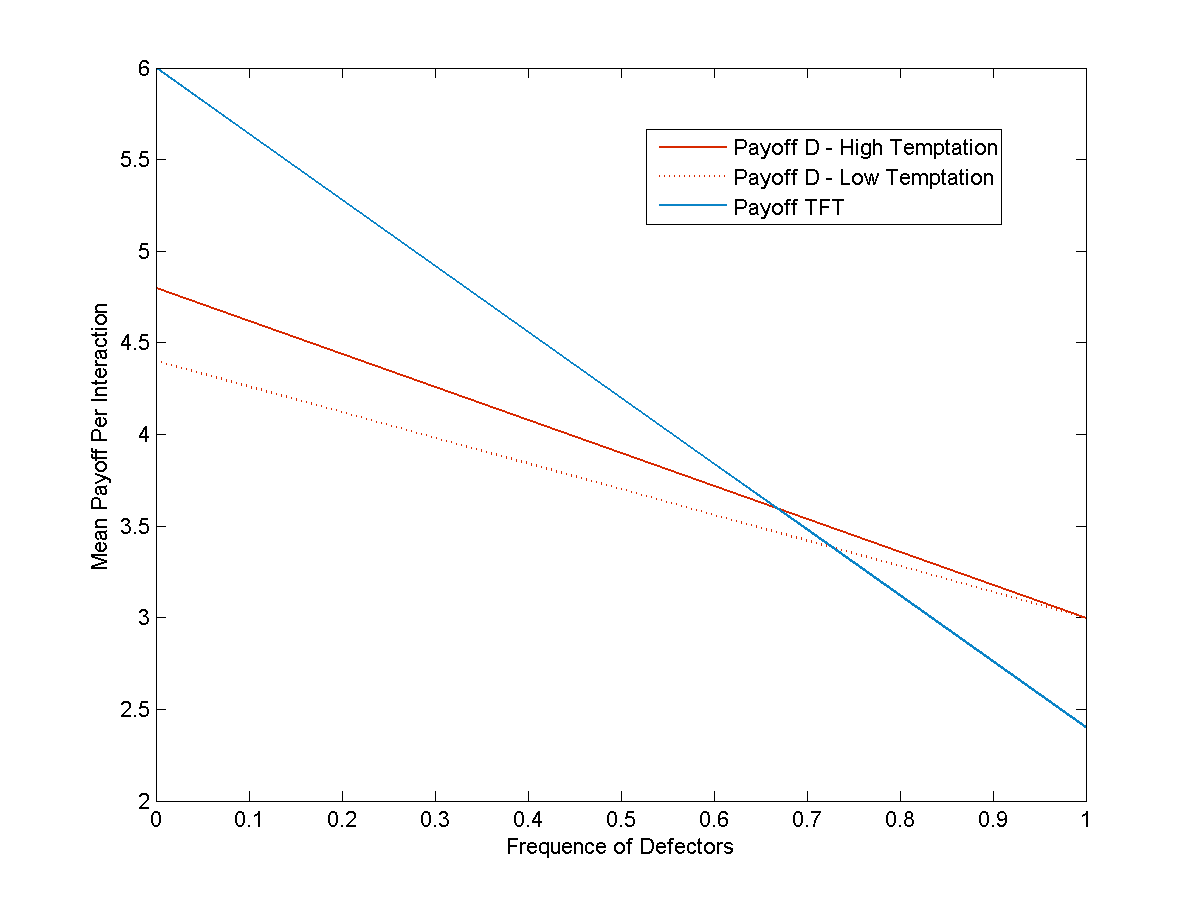 6
5.5
5
4.5
4
3.5
3
2.5
2
Mean Payoff Per Interaction
Payoff D - High Temptation
Payoff D - Low Temptation
Payoff TFT
0 0.1 0.2 0.3 0.4 0.5 0.6 0.7 0.8 0.9 1
Frequence of Defectors